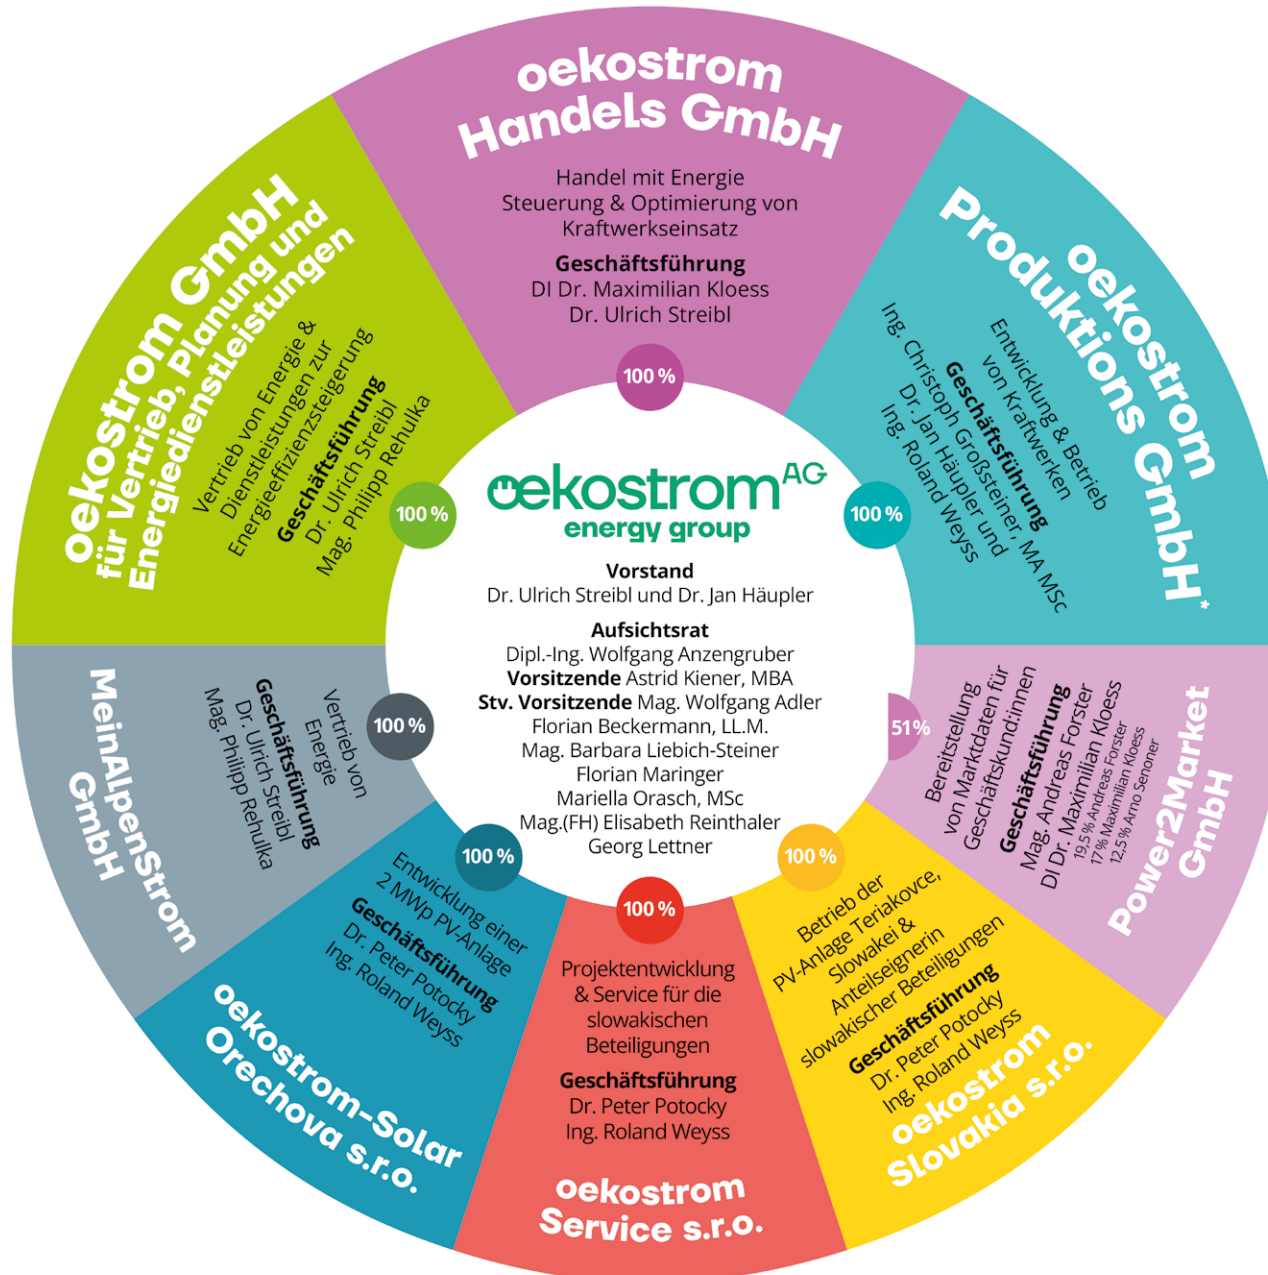 oekostrom
Handels GmbH
Handel mit Energie
Steuerung & Optimierung von
Kraftwerkseinsatz
Geschäftsführung
DI Dr. Maximilian Kloess
Dr. Ulrich Streibl
100 %
oekostrom
Produktions GmbH*
Entwicklung & Betrieb
von Kraftwerken
Geschäftsführung
Ing. Christoph Großsteiner, MA MSc
Dr. Jan Häupler und
Ing. Roland Weyss
100 %
Power2Market
GmbH
Bereitstellung
von Marktdaten für
Geschäftskund:innen
Geschäftsführung
Mag. Andreas Forster
DI Dr. Maximilian Kloess
19,5 % Andreas Forster
17 % Maximilian Kloess
12,5 % Arno Senoner
51 %
Betrieb der
PV-Anlage Teriakovce,
Slowakei &
Anteilseignerin
slowakischer Beteiligungen
Geschäftsführung
Dr. Peter Potocky
Ing. Roland Weyss
oekostrom
Slovakia s.r.o.
100 %
Projektentwicklung
& Service für die
slowakischen
Beteiligungen
Geschäftsführung
Dr. Peter Potocky
Ing. Roland Weyss
oekostrom
Service s.r.o.
100 %
Entwicklung einer
2 MWp PV-Anlage
Geschäftsführung
Dr. Peter Potocky
Ing. Roland Weyss
oekostrom-Solar
Orechova s.r.o.
100 %
MeinAlpenStrom
GmbH
Vertrieb von
Energie
Geschäftsführung
Dr. Ulrich Streibl
Mag. Philipp Rehulka
100 %
oekostrom GmbH
für Vertrieb, Planung und
Energiedienstleistungen
Vertrieb von Energie &
Dienstleistungen zur
Energieeffizienzsteigerung
Geschäftsführung
Dr. Ulrich Streibl
Mag. Philipp Rehulka
100 %
oekostrom AG
energy group
Vorstand
Dr. Ulrich Streibl und Dr. Jan Häupler
Aufsichtsrat
Dipl.-Ing. Wolfgang Anzengruber
Vorsitzende Astrid Kiener, MBA
Stv. Vorsitzende Mag. Wolfgang Adler
Florian Beckermann, LL.M.
Mag. Barbara Liebich-Steiner
Florian Maringer
Mariella Orasch, MSc
Mag.(FH) Elisabeth Reinthaler
Georg Lettner